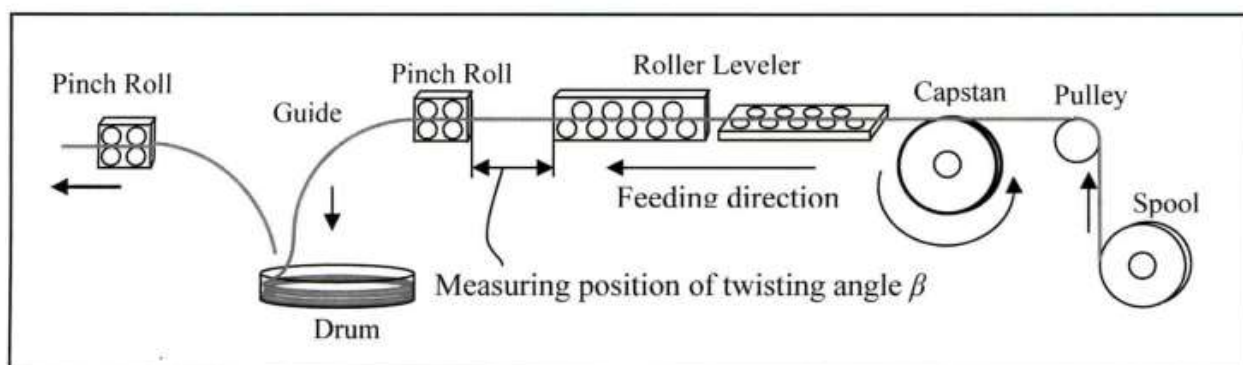 Pinch Roll
Guide
Pinch Roll
Roller Leveler
Capstan
Pulley
Feeding direction
Spool
Measuring position of twisting angle β
Drum